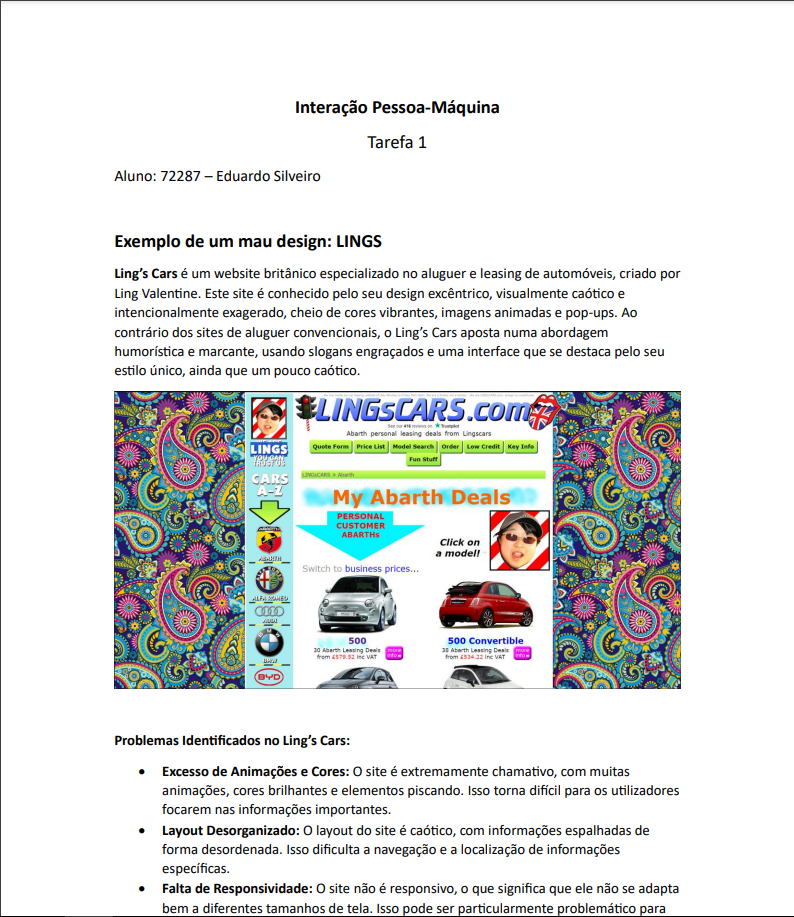 Interação Pessoa-Máquina
Tarefa 1
Aluno: 72287 – Eduardo Silveiro
Exemplo de um mau design: LINGS
Ling's Cars é um website britânico especializado no aluguer e leasing de automóveis, criado por
Ling Valentine. Este site é conhecido pelo seu design excêntrico, visualmente caótico e
intencionalmente exagerado, cheio de cores vibrantes, imagens animadas e pop-ups. Ao
contrário dos sites de aluguer convencionais, o Ling's Cars aposta numa abordagem
humorística e marcante, usando slogans engraçados e uma interface que se destaca pelo seu
estilo único, ainda que um pouco caótico.
LINGsCARS.com
See our 416 reviews on Trustpilot
Abarth personal leasing deals from Lingscars
Quote Form Price List Model Search Order Low Credit Key Info
Fun Stuff
LINGS
YOU CAN
TRUST US
CARS
A-Z
ABARTH
ALFA ROMEO
AUDI
BMW
BYD
LINGsCARS > Abarth
My Abarth Deals
PERSONAL
CUSTOMER
ABARTHs
Click on
a model!
Switch to business prices...
500
30 Abarth Leasing Deals
from £579.52 inc VAT
more
info
500 Convertible
38 Abarth Leasing Deals
from £534.22 inc VAT
more
info
Problemas Identificados no Ling's Cars:
• Excesso de Animações e Cores: O site é extremamente chamativo, com muitas
animações, cores brilhantes e elementos piscando. Isso torna difícil para os utilizadores
focarem nas informações importantes.
• Layout Desorganizado: O layout do site é caótico, com informações espalhadas de
forma desordenada. Isso dificulta a navegação e a localização de informações
específicas.
• Falta de Responsividade: O site não é responsivo, o que significa que ele não se adapta
bem a diferentes tamanhos de tela. Isso pode ser particularmente problemático para